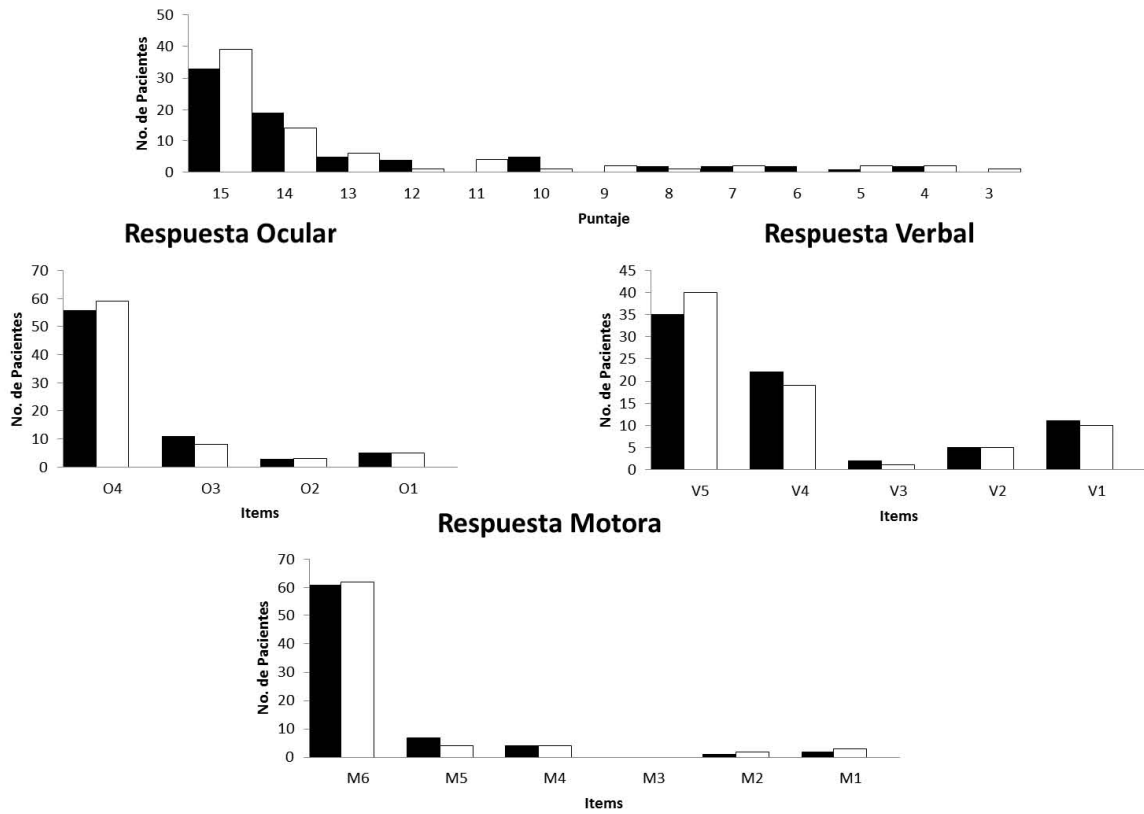 No. de Pacientes
50
40
30
20
10
0
15 14 13 12 11 10 9 8 7 6 5 4 3
Puntaje
Respuesta Ocular
No. de Pacientes
70
60
50
40
30
20
10
0
O4 O3 O2 O1
Items
Respuesta Verbal
No. de Pacientes
45
40
35
30
25
20
15
10
5
0
V5 V4 V3 V2 V1
Items
Respuesta Motora
No. de Pacientes
70
60
50
40
30
20
10
0
M6 M5 M4 M3 M2 M1
Items